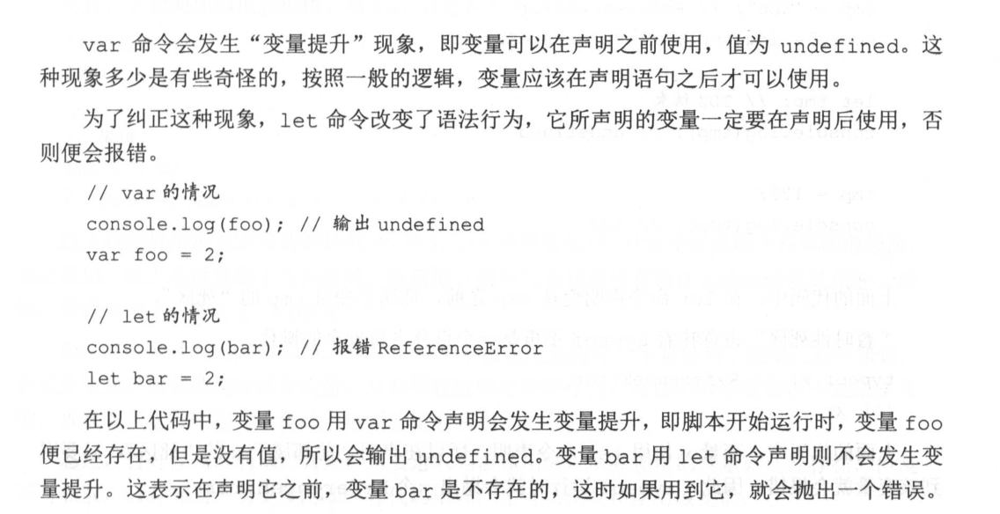 var 命令会发生“变量提升”现象，即变量可以在声明之前使用，值为 undefined。这
种现象多少是有些奇怪的，按照一般的逻辑，变量应该在声明语句之后才可以使用。
为了纠正这种现象，let 命令改变了语法行为，它所声明的变量一定要在声明后使用，否
则便会报错。
// var 的情况
console.log(foo); // 输出 undefined
var foo = 2;
// let 的情况
console.log(bar); // 报错 ReferenceError
let bar = 2;
在以上代码中，变量 foo 用 var 命令声明会发生变量提升，即脚本开始运行时，变量 foo
便已经存在，但是没有值，所以会输出 undefined。变量 bar 用 let 命令声明则不会发生变
量提升。这表示在声明它之前，变量 bar 是不存在的，这时如果用到它，就会抛出一个错误。